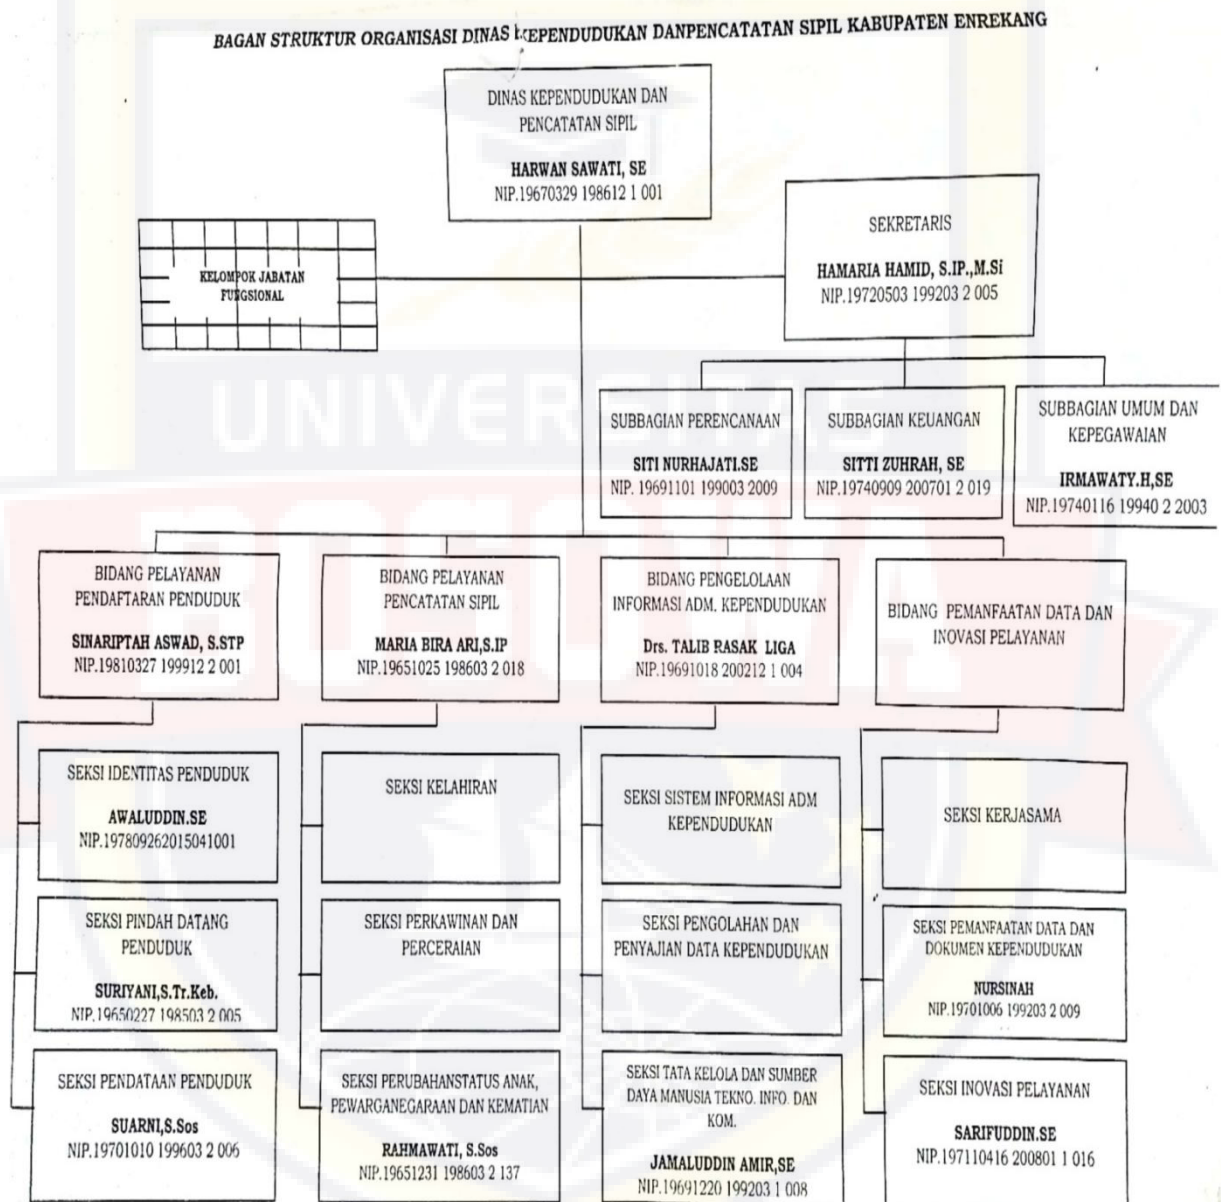 BAGAN STRUKTUR ORGANISASI DINAS KEPENDUDUKAN DANPENCATATAN SIPIL KABUPATEN ENREKANG
DINAS KEPENDUDUKAN DAN
PENCATATAN SIPIL
HARWAN SAWATI, SE
NIP.19670329 198612 1 001
SEKRETARIS
HAMARIA HAMID, S.IP.,M.Si
NIP.19720503 199203 2 005
KELOMPOK JABATAN
FUNGSIONAL
SUBBAGIAN PERENCANAAN
SITI NURHAJATI.SE
NIP. 19691101 199003 2009
SUBBAGIAN KEUANGAN
SITTI ZUHRAH, SE
NIP.19740909 200701 2 019
SUBBAGIAN UMUM DAN
KEPEGAWAIAN
IRMAWATY.H,SE
NIP.19740116 19940 2 2003
UNIVERSITAS
BOSOWA
BIDANG PELAYANAN
PENDAFTARAN PENDUDUK
SINARIPTAH ASWAD, S.STP
NIP.19810327 199912 2 001
BIDANG PELAYANAN
PENCATATAN SIPIL
MARIA BIRA ARI,S.IP
NIP.19651025 198603 2 018
BIDANG PENGELOLAAN
INFORMASI ADM. KEPENDUDUKAN
Drs. TALIB RASAK LIGA
NIP.19691018 200212 1 004
BIDANG PEMANFAATAN DATA DAN
INOVASI PELAYANAN
SEKSI IDENTITAS PENDUDUK
AWALUDDIN.SE
NIP.197809262015041001
SEKSI KELAHIRAN
SEKSI SISTEM INFORMASI ADM
KEPENDUDUKAN
SEKSI KERJASAMA
SEKSI PINDAH DATANG
PENDUDUK
SURIYANI,S.Tr.Keb.
NIP.19650227 198503 2 005
SEKSI PERKAWINAN DAN
PERCERAIAN
SEKSI PENGOLAHAN DAN
PENYAJIAN DATA KEPENDUDUKAN
SEKSI PEMANFAATAN DATA DAN
DOKUMEN KEPENDUDUKAN
NURSINAH
NIP.19701006 199203 2 009
SEKSI PENDATAAN PENDUDUK
SUARNI,S.Sos
NIP.19701010 199603 2 006
SEKSI PERUBAHANSTATUS ANAK,
PEWARGANEGARAAN DAN KEMATIAN
RAHMAWATI, S.Sos
NIP.19651231 198603 2 137
SEKSI TATA KELOLA DAN SUMBER
DAYA MANUSIA TEKNO. INFO. DAN
KOM.
JAMALUDDIN AMIR,SE
NIP.19691220 199203 1 008
SEKSI INOVASI PELAYANAN
SARIFUDDIN.SE
NIP.197110416 200801 1 016